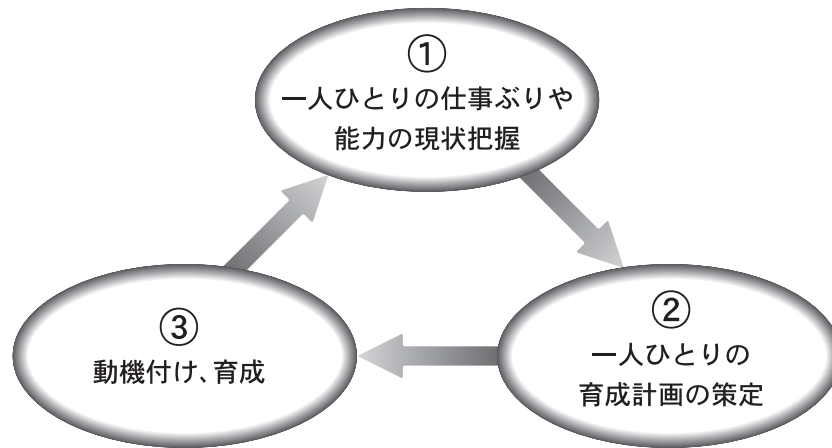 ①
一人ひとりの仕事ぶりや
能力の現状把握
②
一人ひとりの
育成計画の策定
③
動機付け、育成